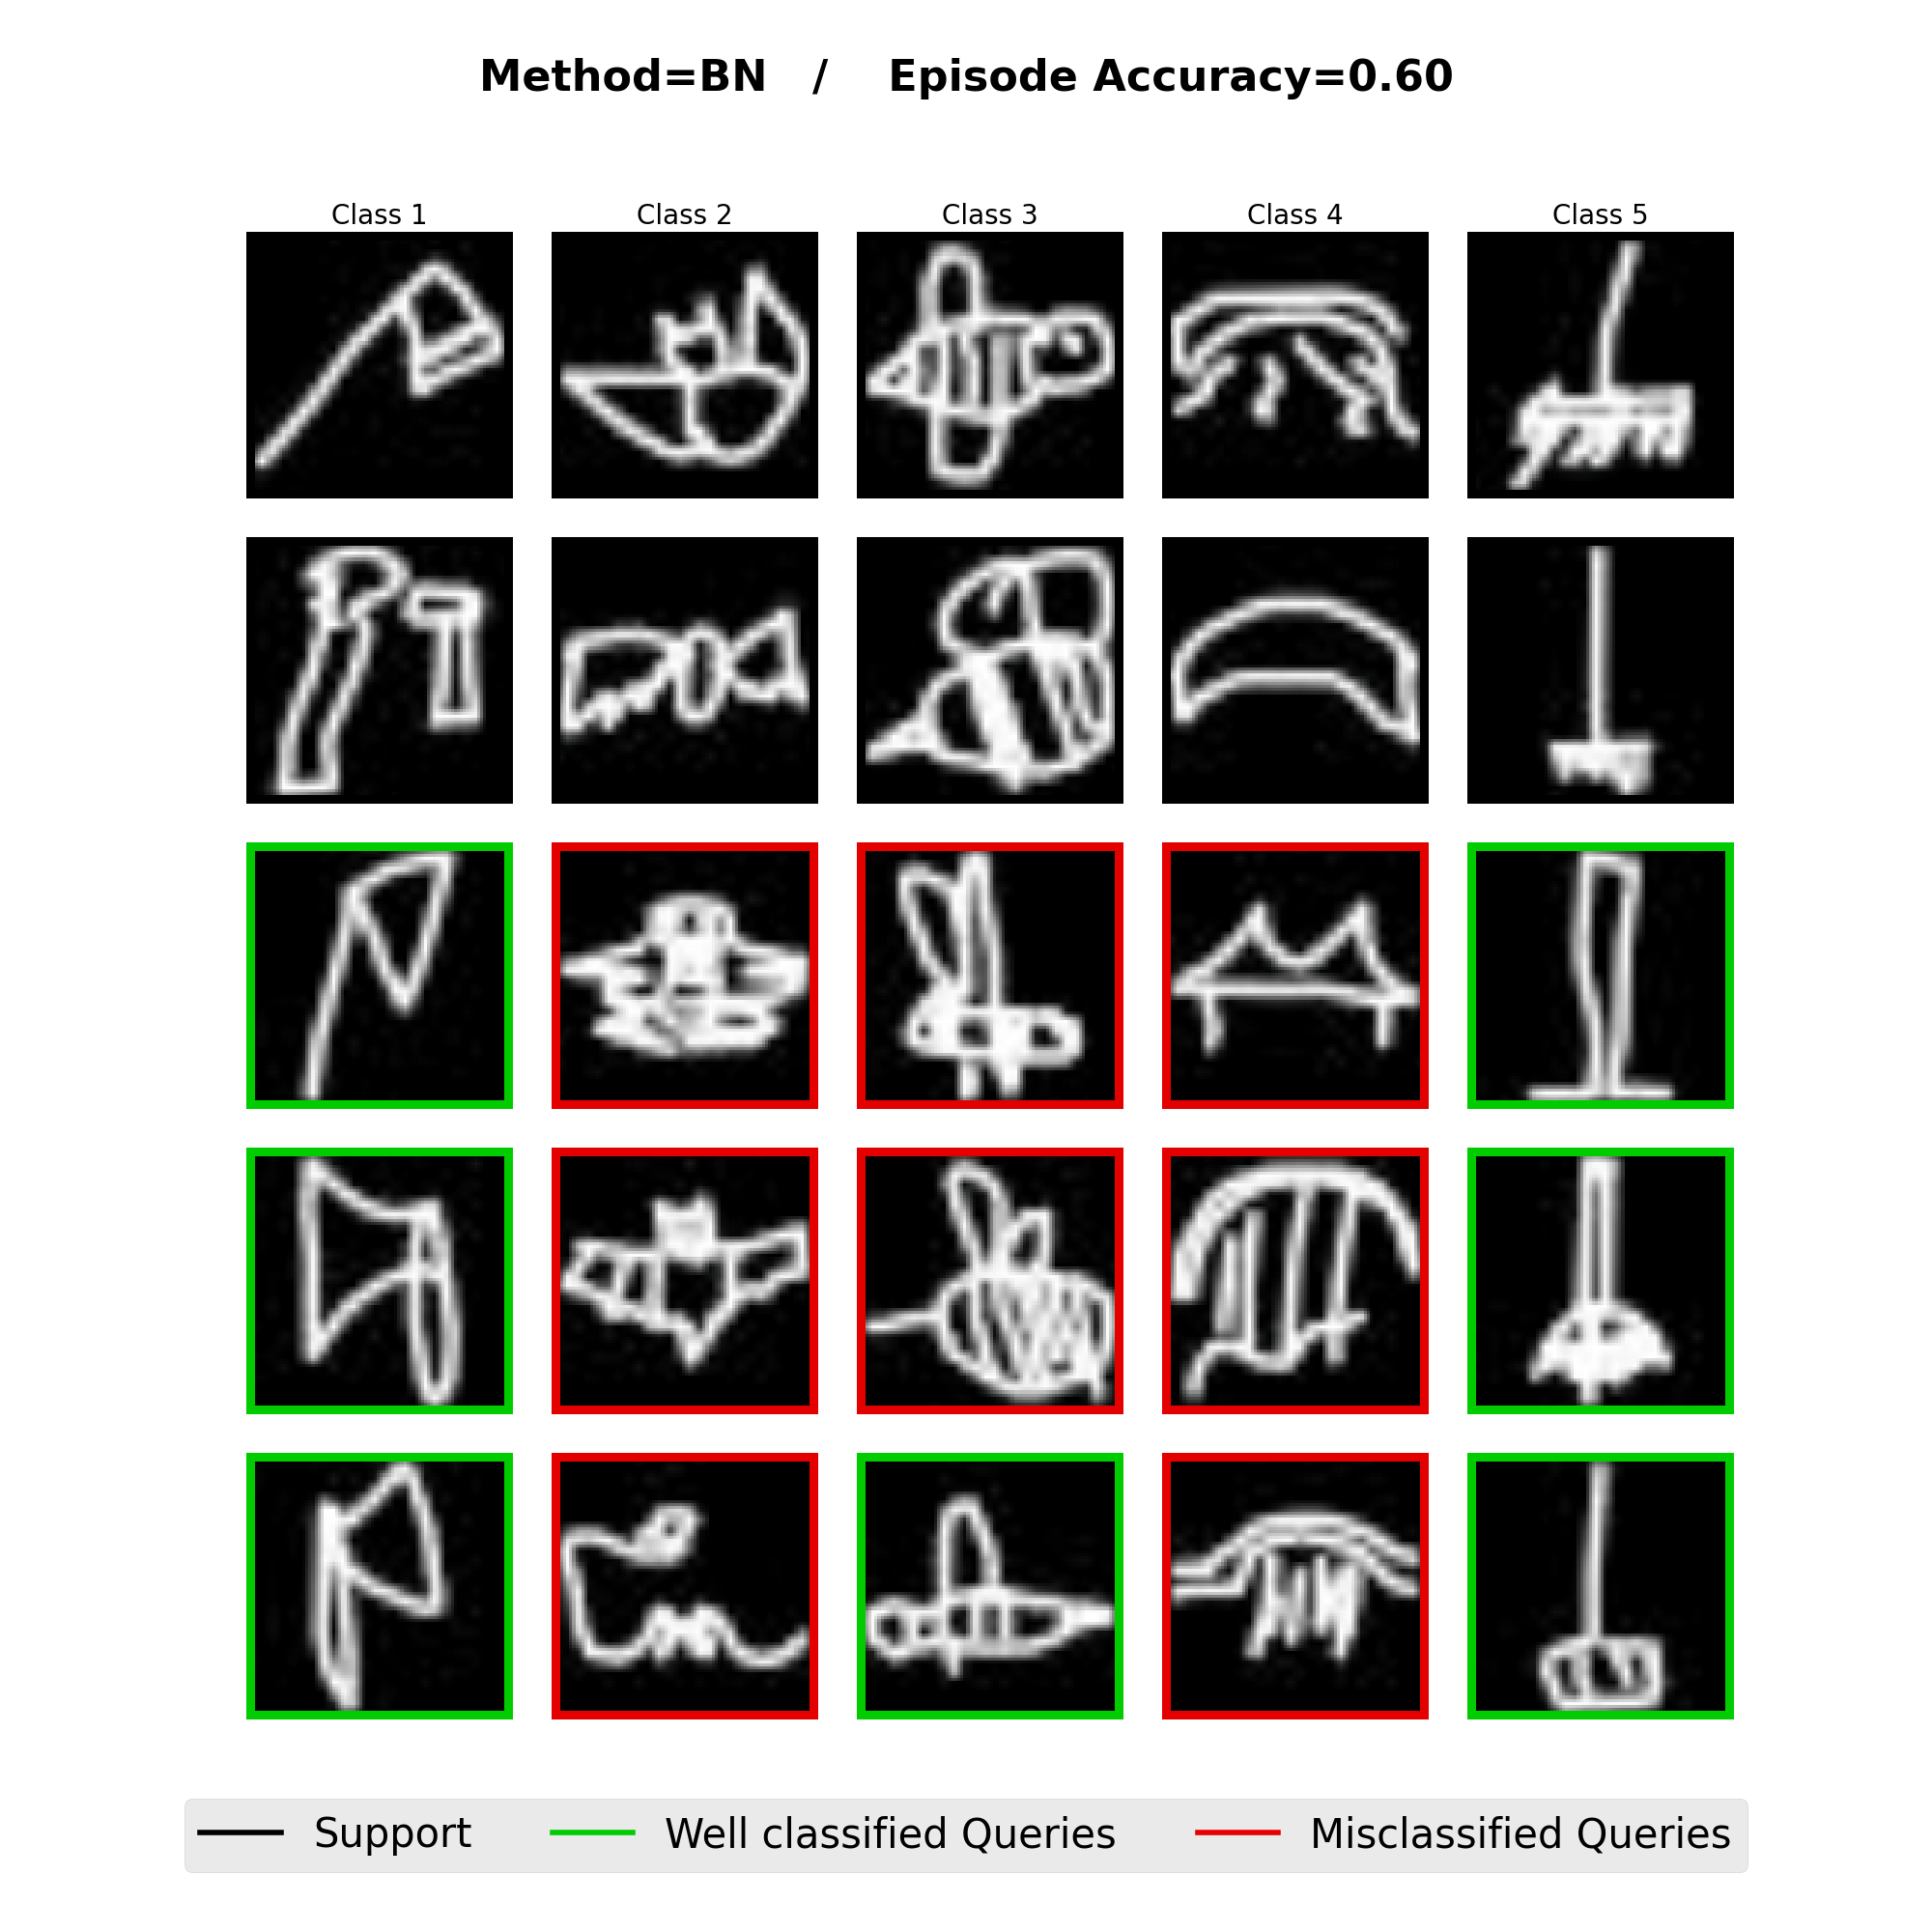 Method=BN / Episode Accuracy=0.60
Class 1 Class 2 Class 3 Class 4 Class 5
Support Well classified Queries Misclassified Queries